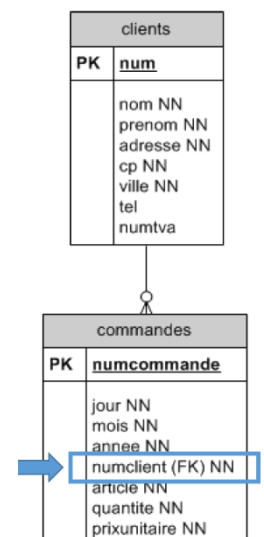 clients
PK num
nom NN
prenom NN
adresse NN
cp NN
ville NN
tel
numtva
commandes
PK numcommande
jour NN
mois NN
annee NN
numclient (FK) NN
article NN
quantite NN
prixunitaire NN